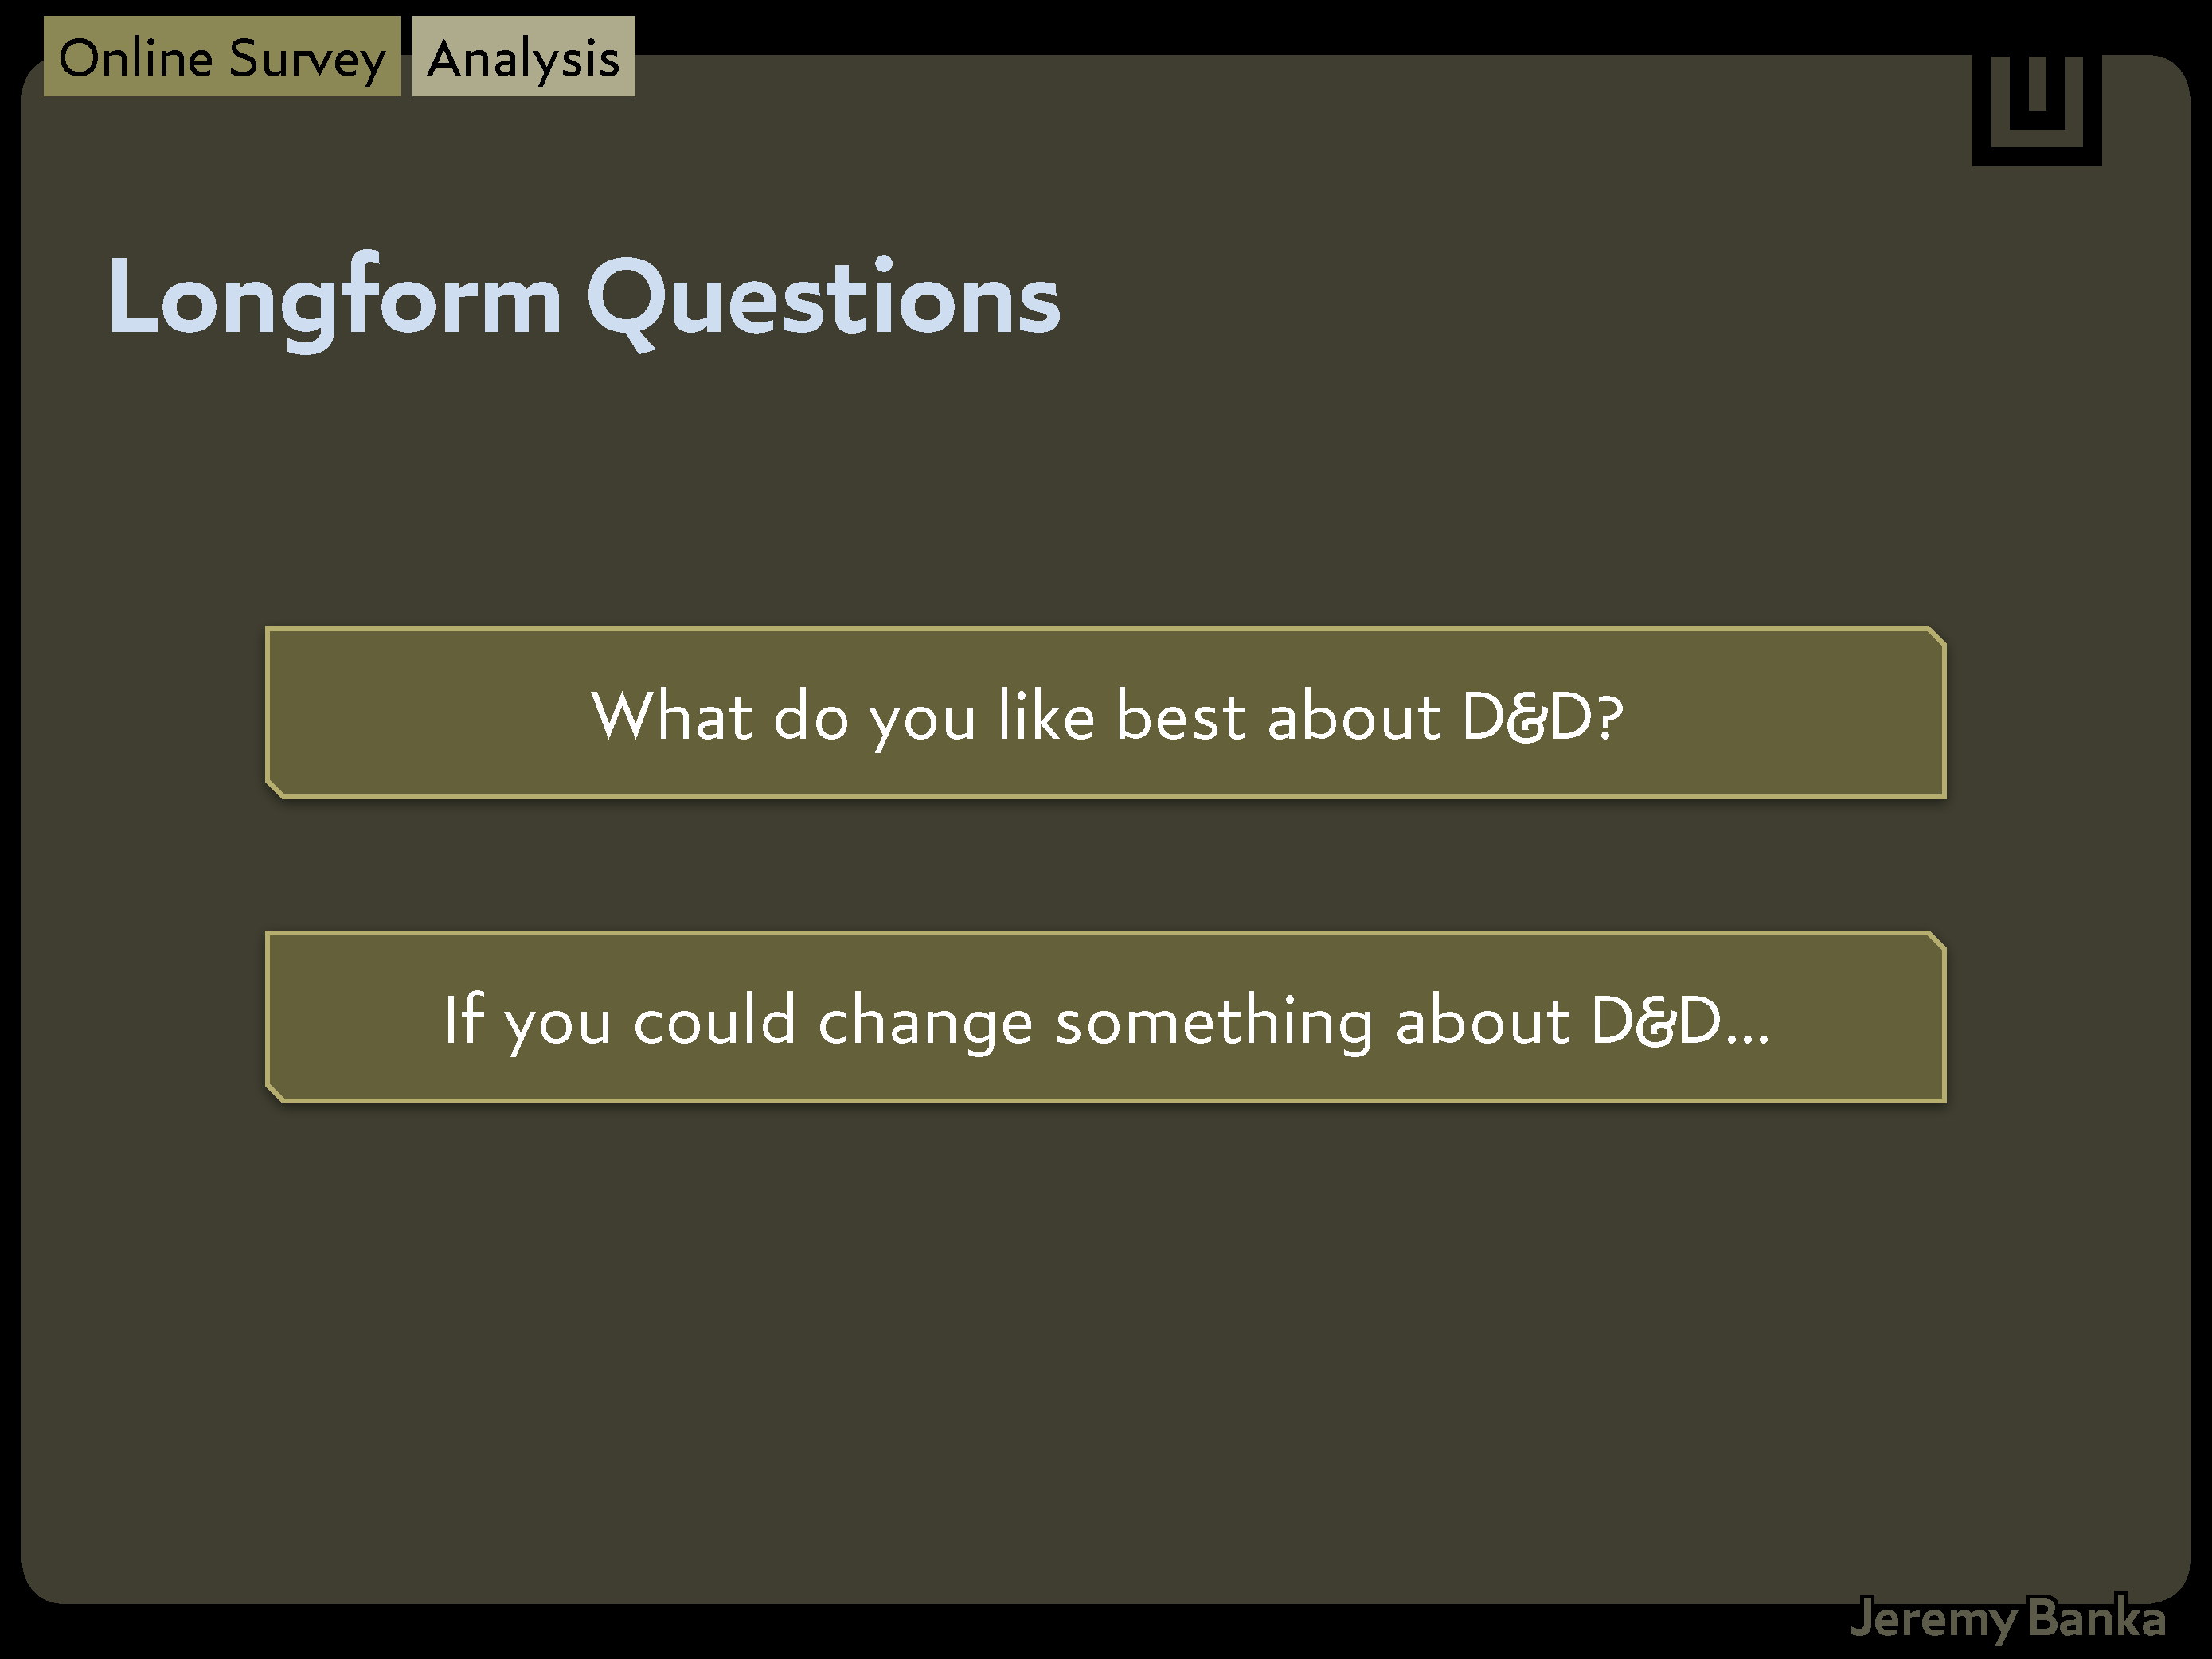 Online Survey Analysis
Longform Questions
What do you like best about D&D?
If you could change something about D&D...
Jeremy Banka